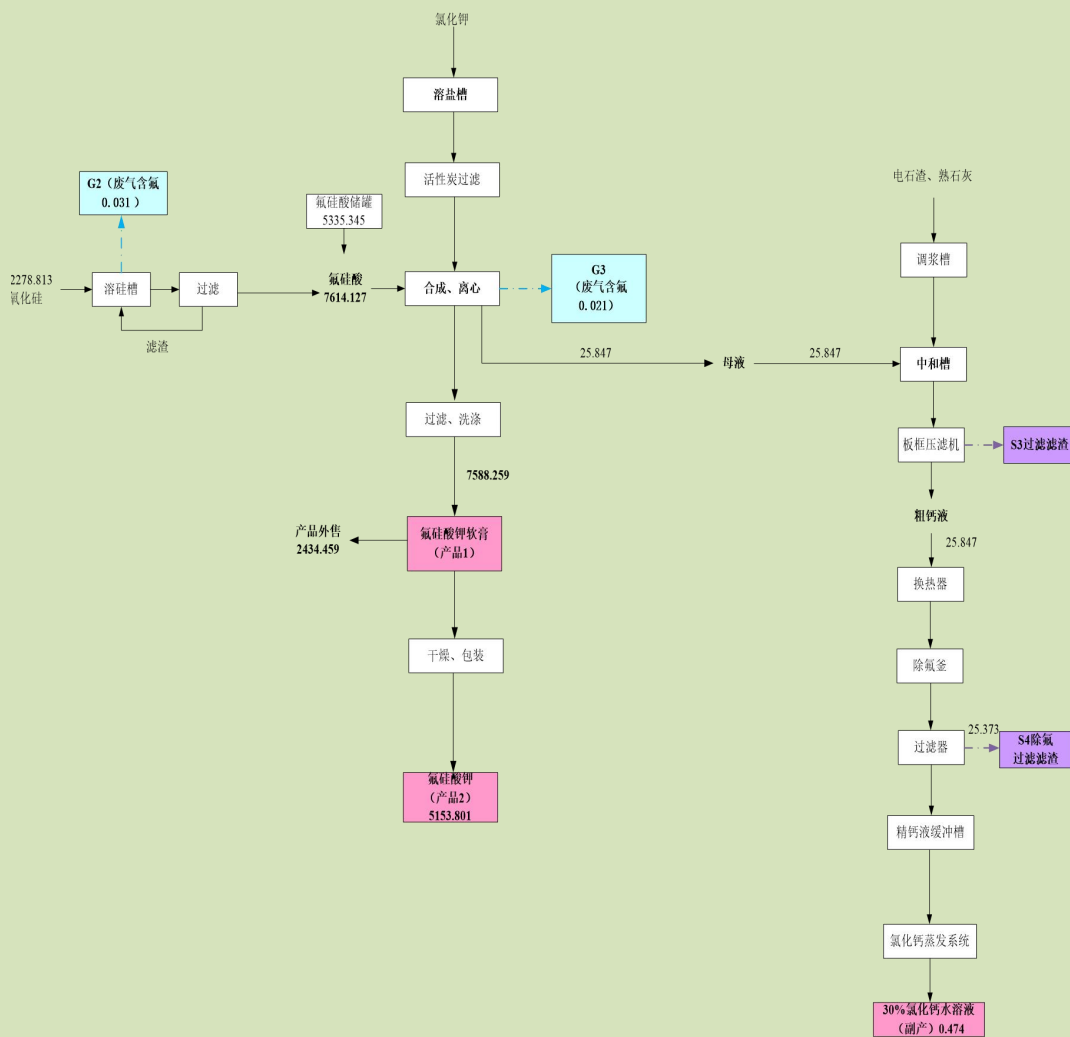 氯化钾
溶盐槽
活性炭过滤
G2（废气含氟
0.031）
氟硅酸储罐
5335.345
电石渣、熟石灰
调浆槽
2278.813
氧化硅
溶硅槽
过滤
滤渣
氟硅酸
7614.127
合成、离心
G3
（废气含氟
0.021）
25.847
母液
25.847
中和槽
过滤、洗涤
板框压滤机
S3过滤滤渣
7588.259
粗钙液
25.847
产品外售
2434.459
氟硅酸钾软膏
（产品1）
换热器
干燥、包装
除氟釜
过滤器
25.373
S4除氟
过滤滤渣
氟硅酸钾
（产品2）
5153.801
精钙液缓冲槽
氯化钙蒸发系统
30%氯化钙水溶液
（副产）0.474